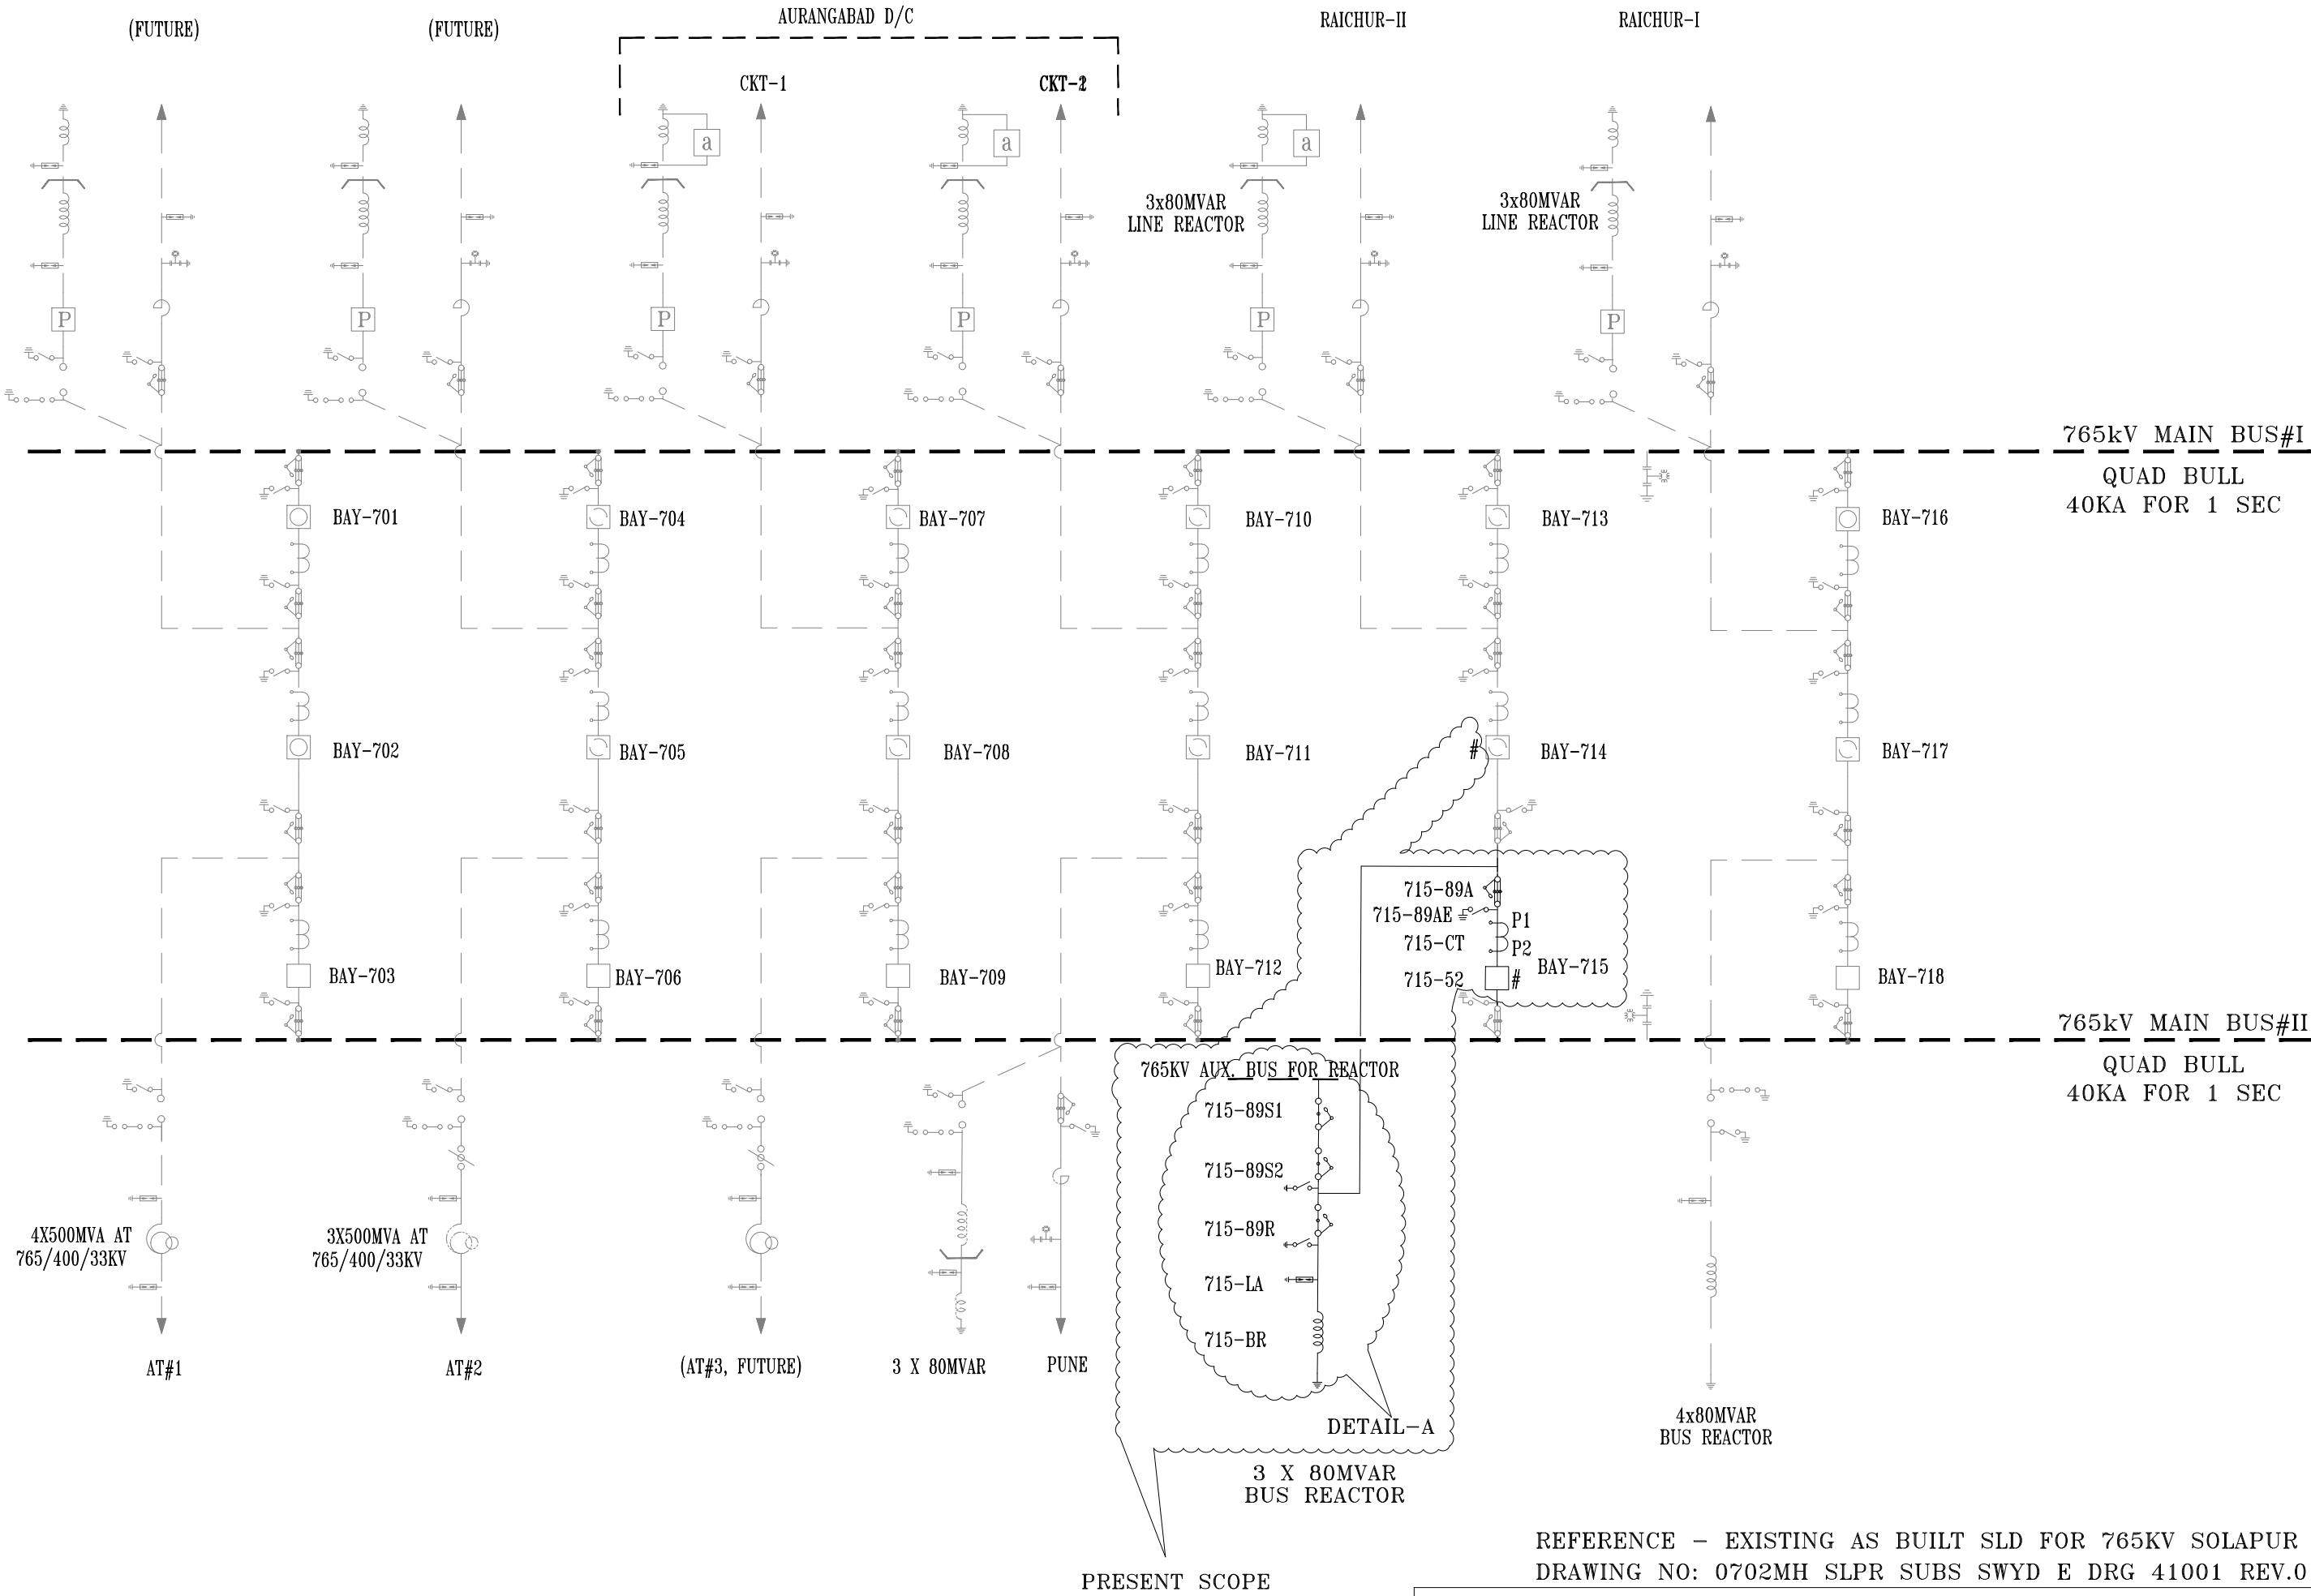 (FUTURE)
(FUTURE)
AURANGABAD D/C
RAICHUR-II
RAICHUR-I
CKT-1
a
a
a
3x80MVAR
LINE REACTOR
3x80MVAR
LINE REACTOR
P
P
P
P
P
P
765kV MAIN BUS#I
QUAD BULL
40KA FOR 1 SEC
BAY-701
BAY-704
BAY-707
BAY-710
BAY-713
BAY-716
BAY-702
BAY-705
BAY-708
BAY-711
#
BAY-714
BAY-717
715-89A
715-89AE
P1
715-CT
P2
715-52
#
BAY-715
BAY-703
BAY-706
BAY-709
BAY-712
BAY-718
765kV MAIN BUS#II
QUAD BULL
40KA FOR 1 SEC
765KV AUX. BUS FOR REACTOR
715-89S1
715-89S2
715-89R
715-LA
715-BR
4X500MVA AT
765/400/33KV
3X500MVA AT
765/400/33KV
AT#1
AT#2
(AT#3, FUTURE)
3 X 80MVAR
PUNE
DETAIL-A
4x80MVAR
BUS REACTOR
3 X 80MVAR
BUS REACTOR
PRESENT SCOPE
REFERENCE - EXISTING AS BUILT SLD FOR 765KV SOLAPUR
DRAWING NO: 0702MH SLPR SUBS SWYD E DRG 41001 REV.0